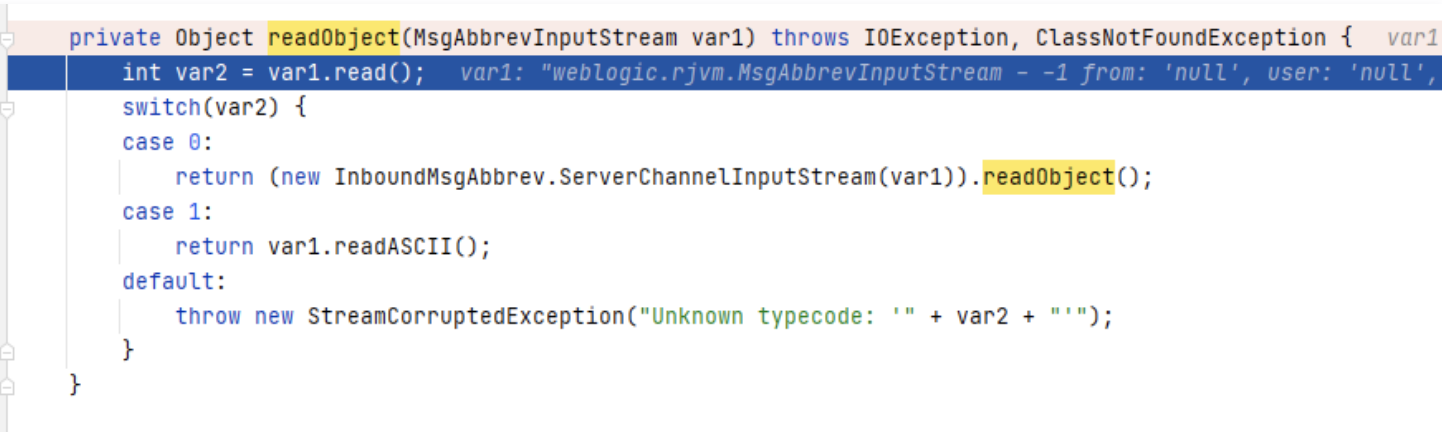 private Object readObject(MsgAbbrevInputStream var1) throws IOException, ClassNotFoundException {   var1
int var2 = var1.read();   var1: "weblogic.rjvm.MsgAbbrevInputStream - -1 from: 'null', user: 'null',
switch(var2) {
case 0:
return (new InboundMsgAbbrev.ServerChannelInputStream(var1)).readObject();
case 1:
return var1.readASCII();
default:
throw new StreamCorruptedException("Unknown typecode: '" + var2 + "'");
}
}